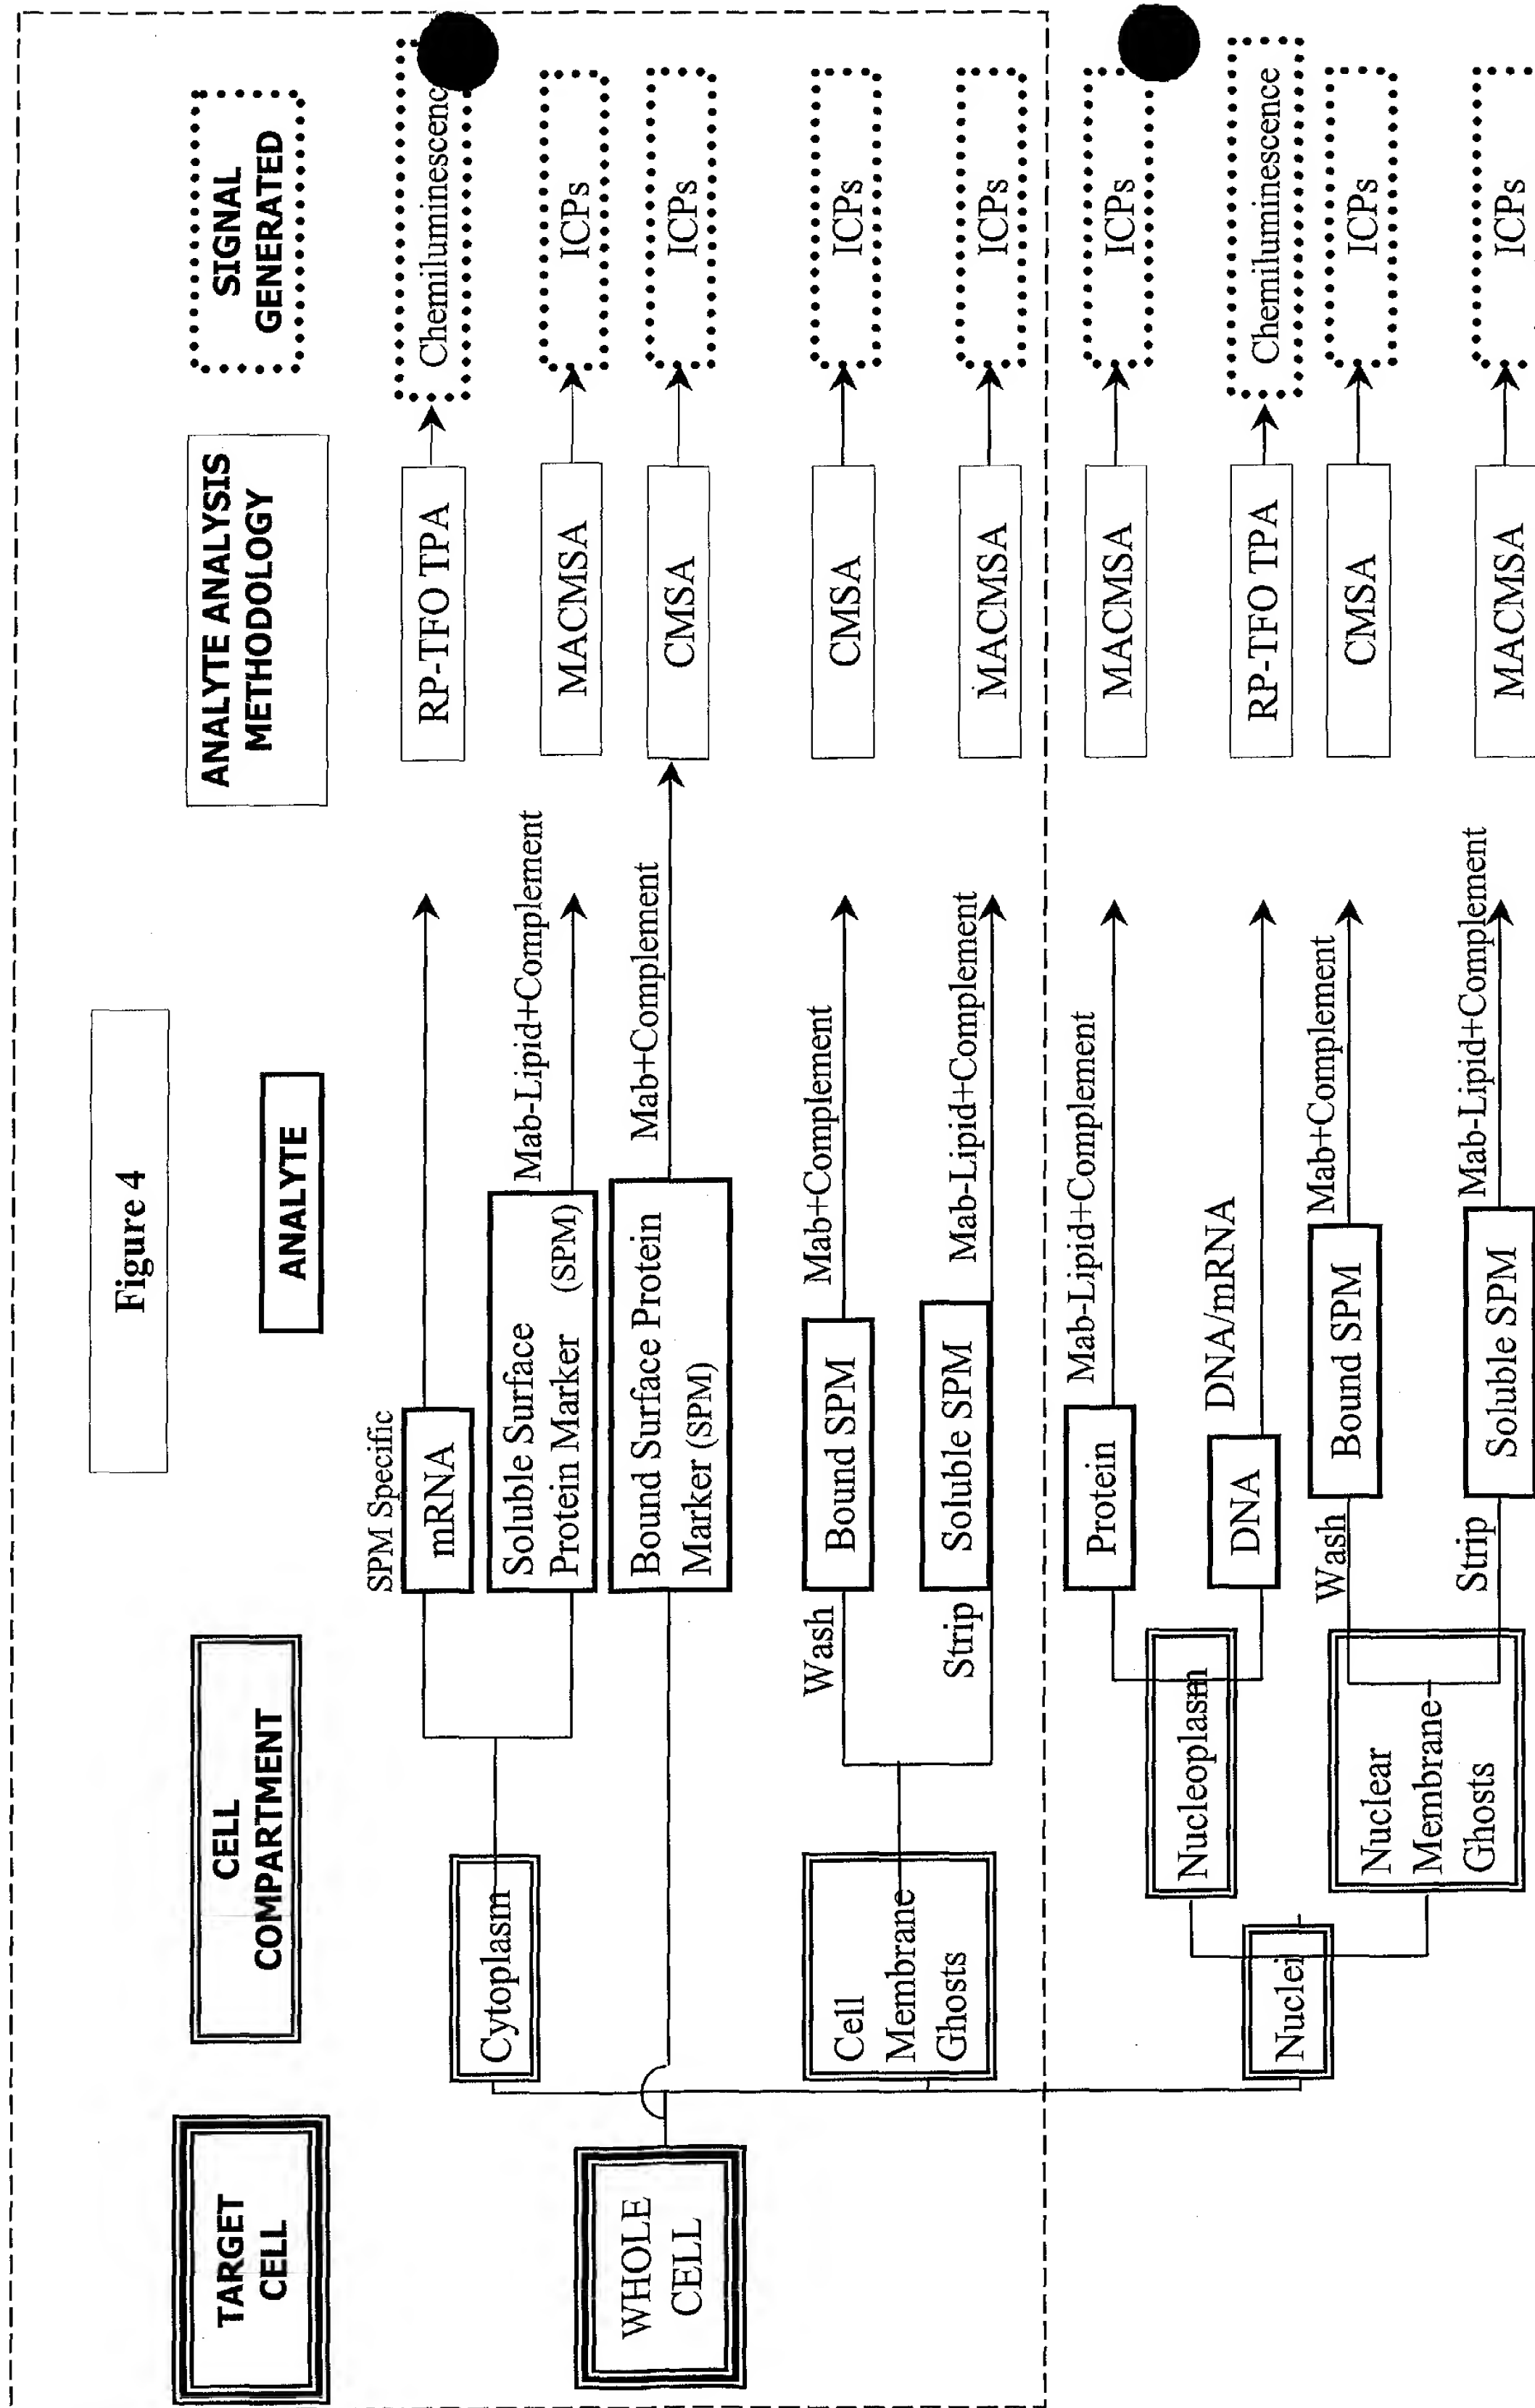 Figure 4
TARGET
CELL
CELL
COMPARTMENT
ANALYTE
ANALYTE ANALYSIS
METHODOLOGY
SIGNAL
GENERATED
WHOLE
CELL
Cytoplasm
SPM Specific
mRNA
RP-TFO TPA
Chemiluminescenc
Soluble Surface
Protein Marker (SPM)
Mab-Lipid+Complement
MACMSA
ICPs
Bound Surface Protein
Marker (SPM)
Mab+Complement
CMSA
ICPs
Cell
Membrane
Ghosts
Wash
Bound SPM
Mab+Complement
CMSA
ICPs
Strip
Soluble SPM
Mab-Lipid+Complement
MACMSA
ICPs
Nuclei
Nucleoplasm
Protein
Mab-Lipid+Complement
MACMSA
ICPs
DNA
DNA/mRNA
RP-TFO TPA
Chemiluminescence
Nuclear
Membrane
Ghosts
Wash
Bound SPM
Mab+Complement
CMSA
ICPs
Strip
Soluble SPM
Mab-Lipid+Complement
MACMSA
ICPs